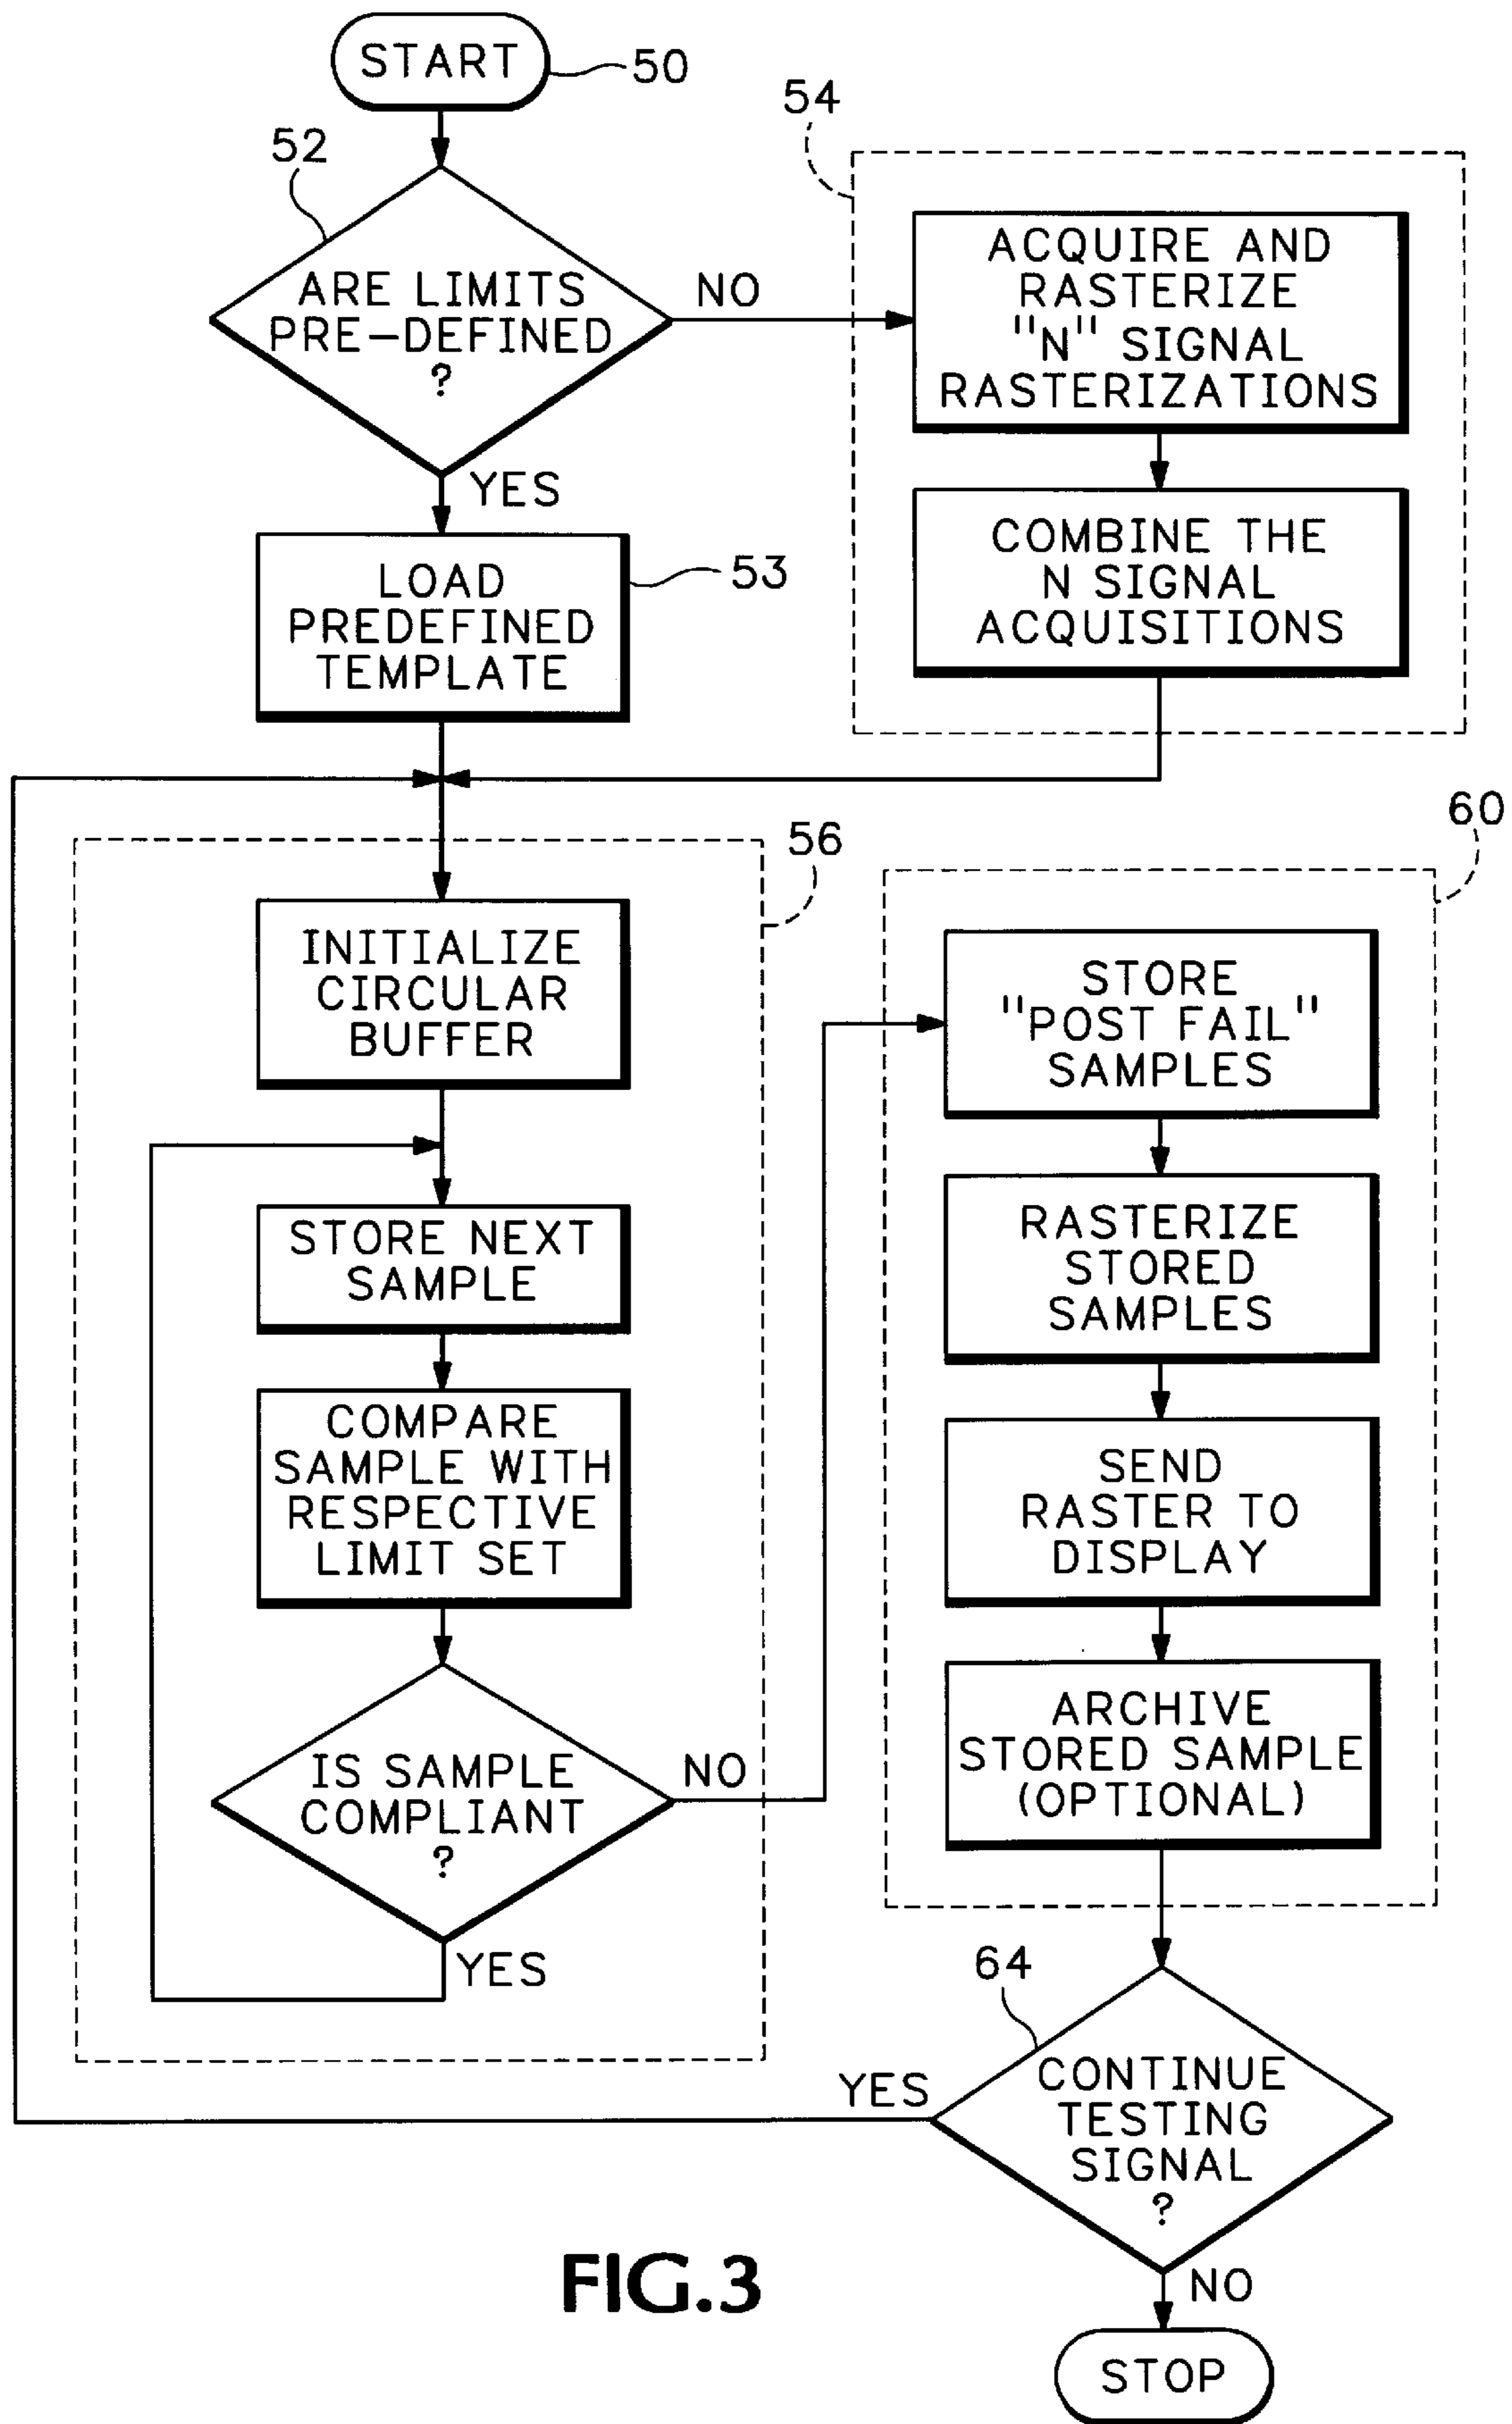 START
50
52
ARE LIMITS
PRE-DEFINED
?
NO
YES
54
ACQUIRE AND
RASTERIZE
"N" SIGNAL
RASTERIZATIONS
COMBINE THE
N SIGNAL
ACQUISITIONS
LOAD
PREDEFINED
TEMPLATE
53
56
INITIALIZE
CIRCULAR
BUFFER
STORE NEXT
SAMPLE
COMPARE
SAMPLE WITH
RESPECTIVE
LIMIT SET
IS SAMPLE
COMPLIANT
?
NO
YES
60
STORE
"POST FAIL"
SAMPLES
RASTERIZE
STORED
SAMPLES
SEND
RASTER TO
DISPLAY
ARCHIVE
STORED SAMPLE
(OPTIONAL)
64
CONTINUE
TESTING
SIGNAL
?
YES
NO
STOP
FIG.3